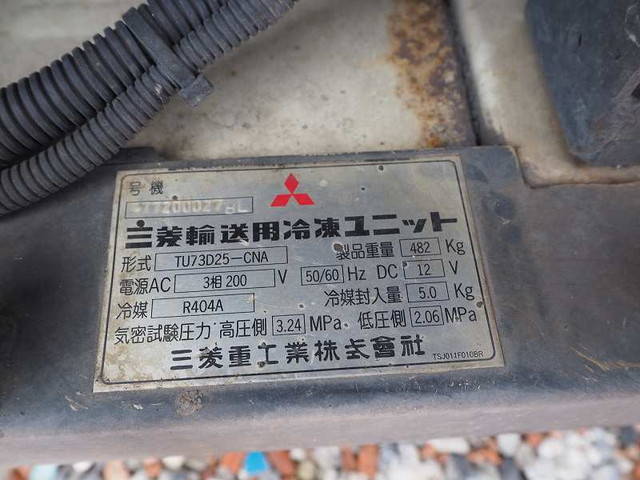 号機
三菱輸送用冷凍ユニット
形式 TU73D25-CNA 製品重量 482 Kg
電源AC 3相 200 V 50/60 Hz DC 12 V
冷媒 R404A 冷媒封入量 5.0 Kg
気密試験圧力 高圧側 3.24 MPa 低圧側 2.06 MPa
三菱重工業株式會社
TSJ011F010BR